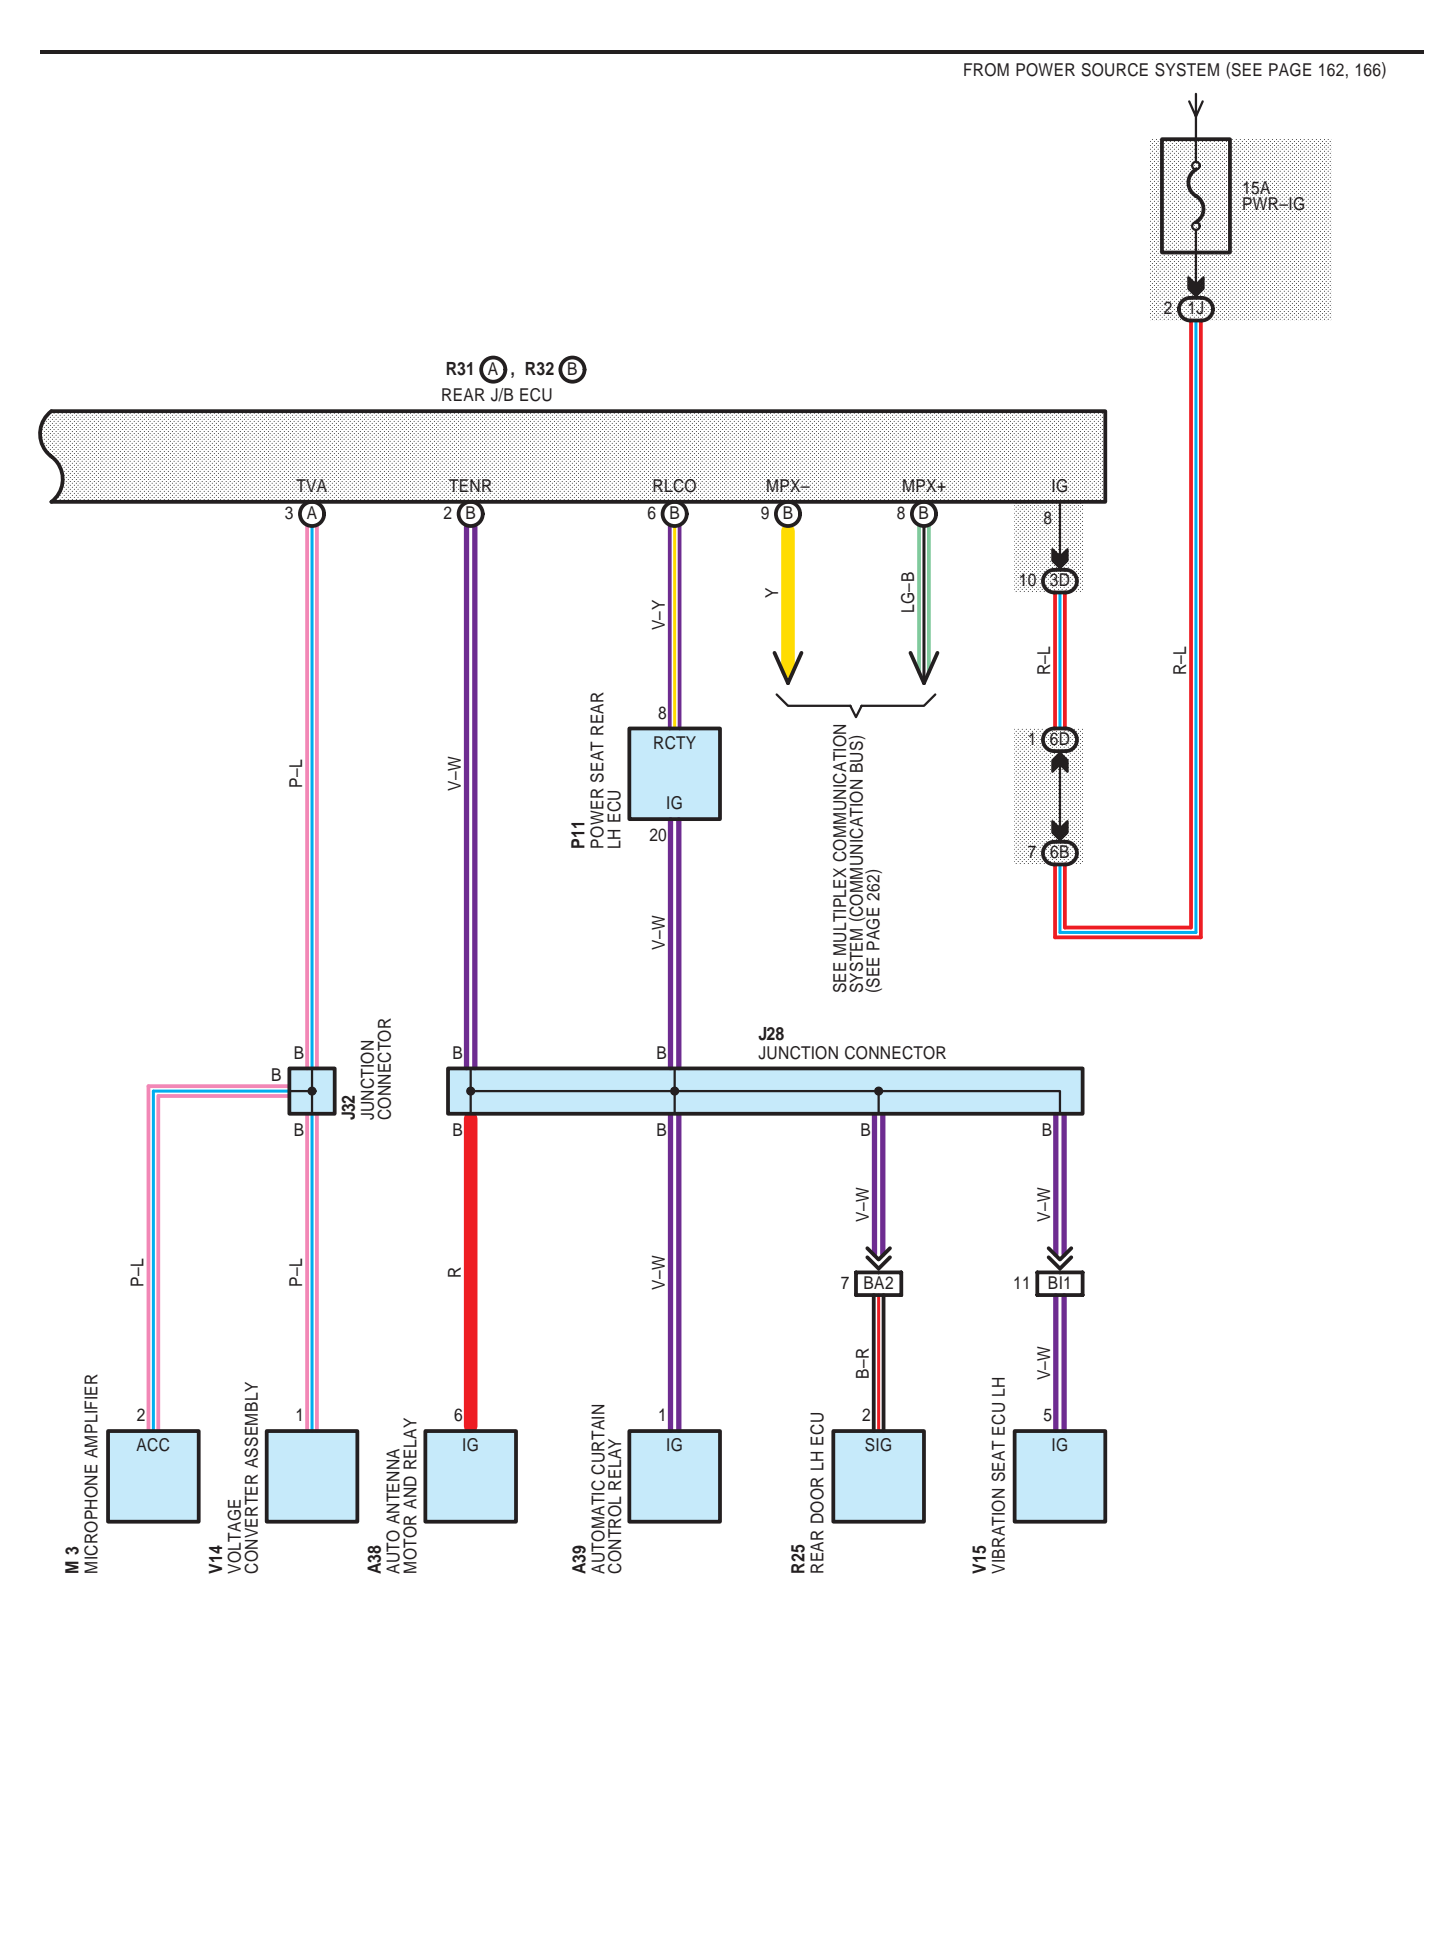 FROM POWER SOURCE SYSTEM (SEE PAGE 162, 166)
15A
PWR–IG
2 1J
R31 A , R32 B
REAR J/B ECU
TVA TENR RLCO MPX– MPX+ IG
3 A 2 B 6 B 9 B 8 B 8
10 3D
P–L
V–W
V–Y
Y
LG–B
R–L
R–L
8
RCTY
IG
20
P11
POWER SEAT REAR
LH ECU
1 6D
7 6B
SEE MULTIPLEX COMMUNICATION
SYSTEM (COMMUNICATION BUS)
(SEE PAGE 262)
V–W
J28
JUNCTION CONNECTOR
B B B
B
J32
JUNCTION
CONNECTOR
B B B B B
P–L
P–L
R
V–W
V–W
V–W
7 BA2
11 BI1
B–R
V–W
2 1 6 1 2 5
ACC IG IG SIG IG
M 3
MICROPHONE AMPLIFIER
V14
VOLTAGE
CONVERTER ASSEMBLY
A38
AUTO ANTENNA
MOTOR AND RELAY
A39
AUTOMATIC CURTAIN
CONTROL RELAY
R25
REAR DOOR LH ECU
V15
VIBRATION SEAT ECU LH